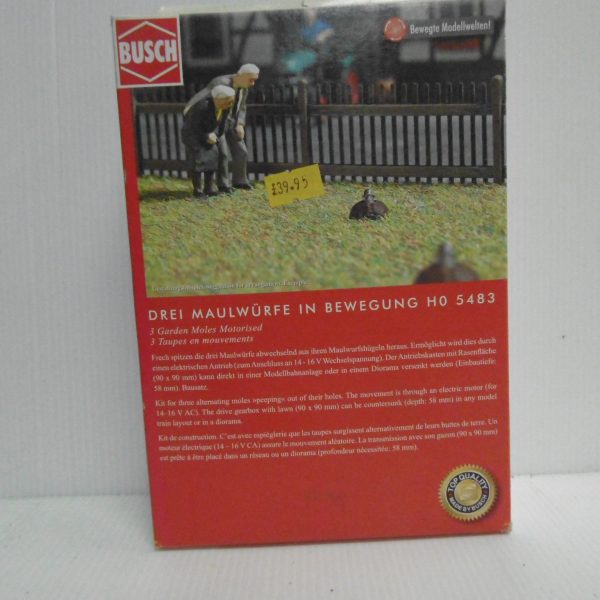 BUSCH
Bewegte Modellwelten!
£39.95
DREI MAULWÜRFE IN BEWEGUNG H0 5483
3 Garden Moles Motorised
3 Taupes en mouvements
Frech spitzen die drei Maulwürfe abwechselnd aus ihren Maulwurfshügeln heraus. Ermöglicht wird dies durch
einen elektrischen Antrieb (zum Anschluss an 14 - 16 V Wechselspannung). Der Antriebskasten mit Rasenfläche
(90 x 90 mm) kann direkt in einer Modellbahnanlage oder in einem Diorama versenkt werden (Einbautiefe:
58 mm). Bausatz.
Kit for three alternating moles »peeping« out of their holes. The movement is through an electric motor (for
14-16 V AC). The drive gearbox with lawn (90 x 90 mm) can be countersunk (depth: 58 mm) in any model
train layout or in a diorama.
Kit de construction. C'est avec espièglerie que les taupes surgissent alternativement de leurs buttes de terre. Un
moteur électrique (14 – 16 V CA) assure le mouvement aléatoire. La transmission avec son gazon (90 x 90 mm)
est prête à être placé dans un réseau ou un diorama (profondeur nécessitée: 58 mm).
TOP QUALITY
MADE BY BUSCH